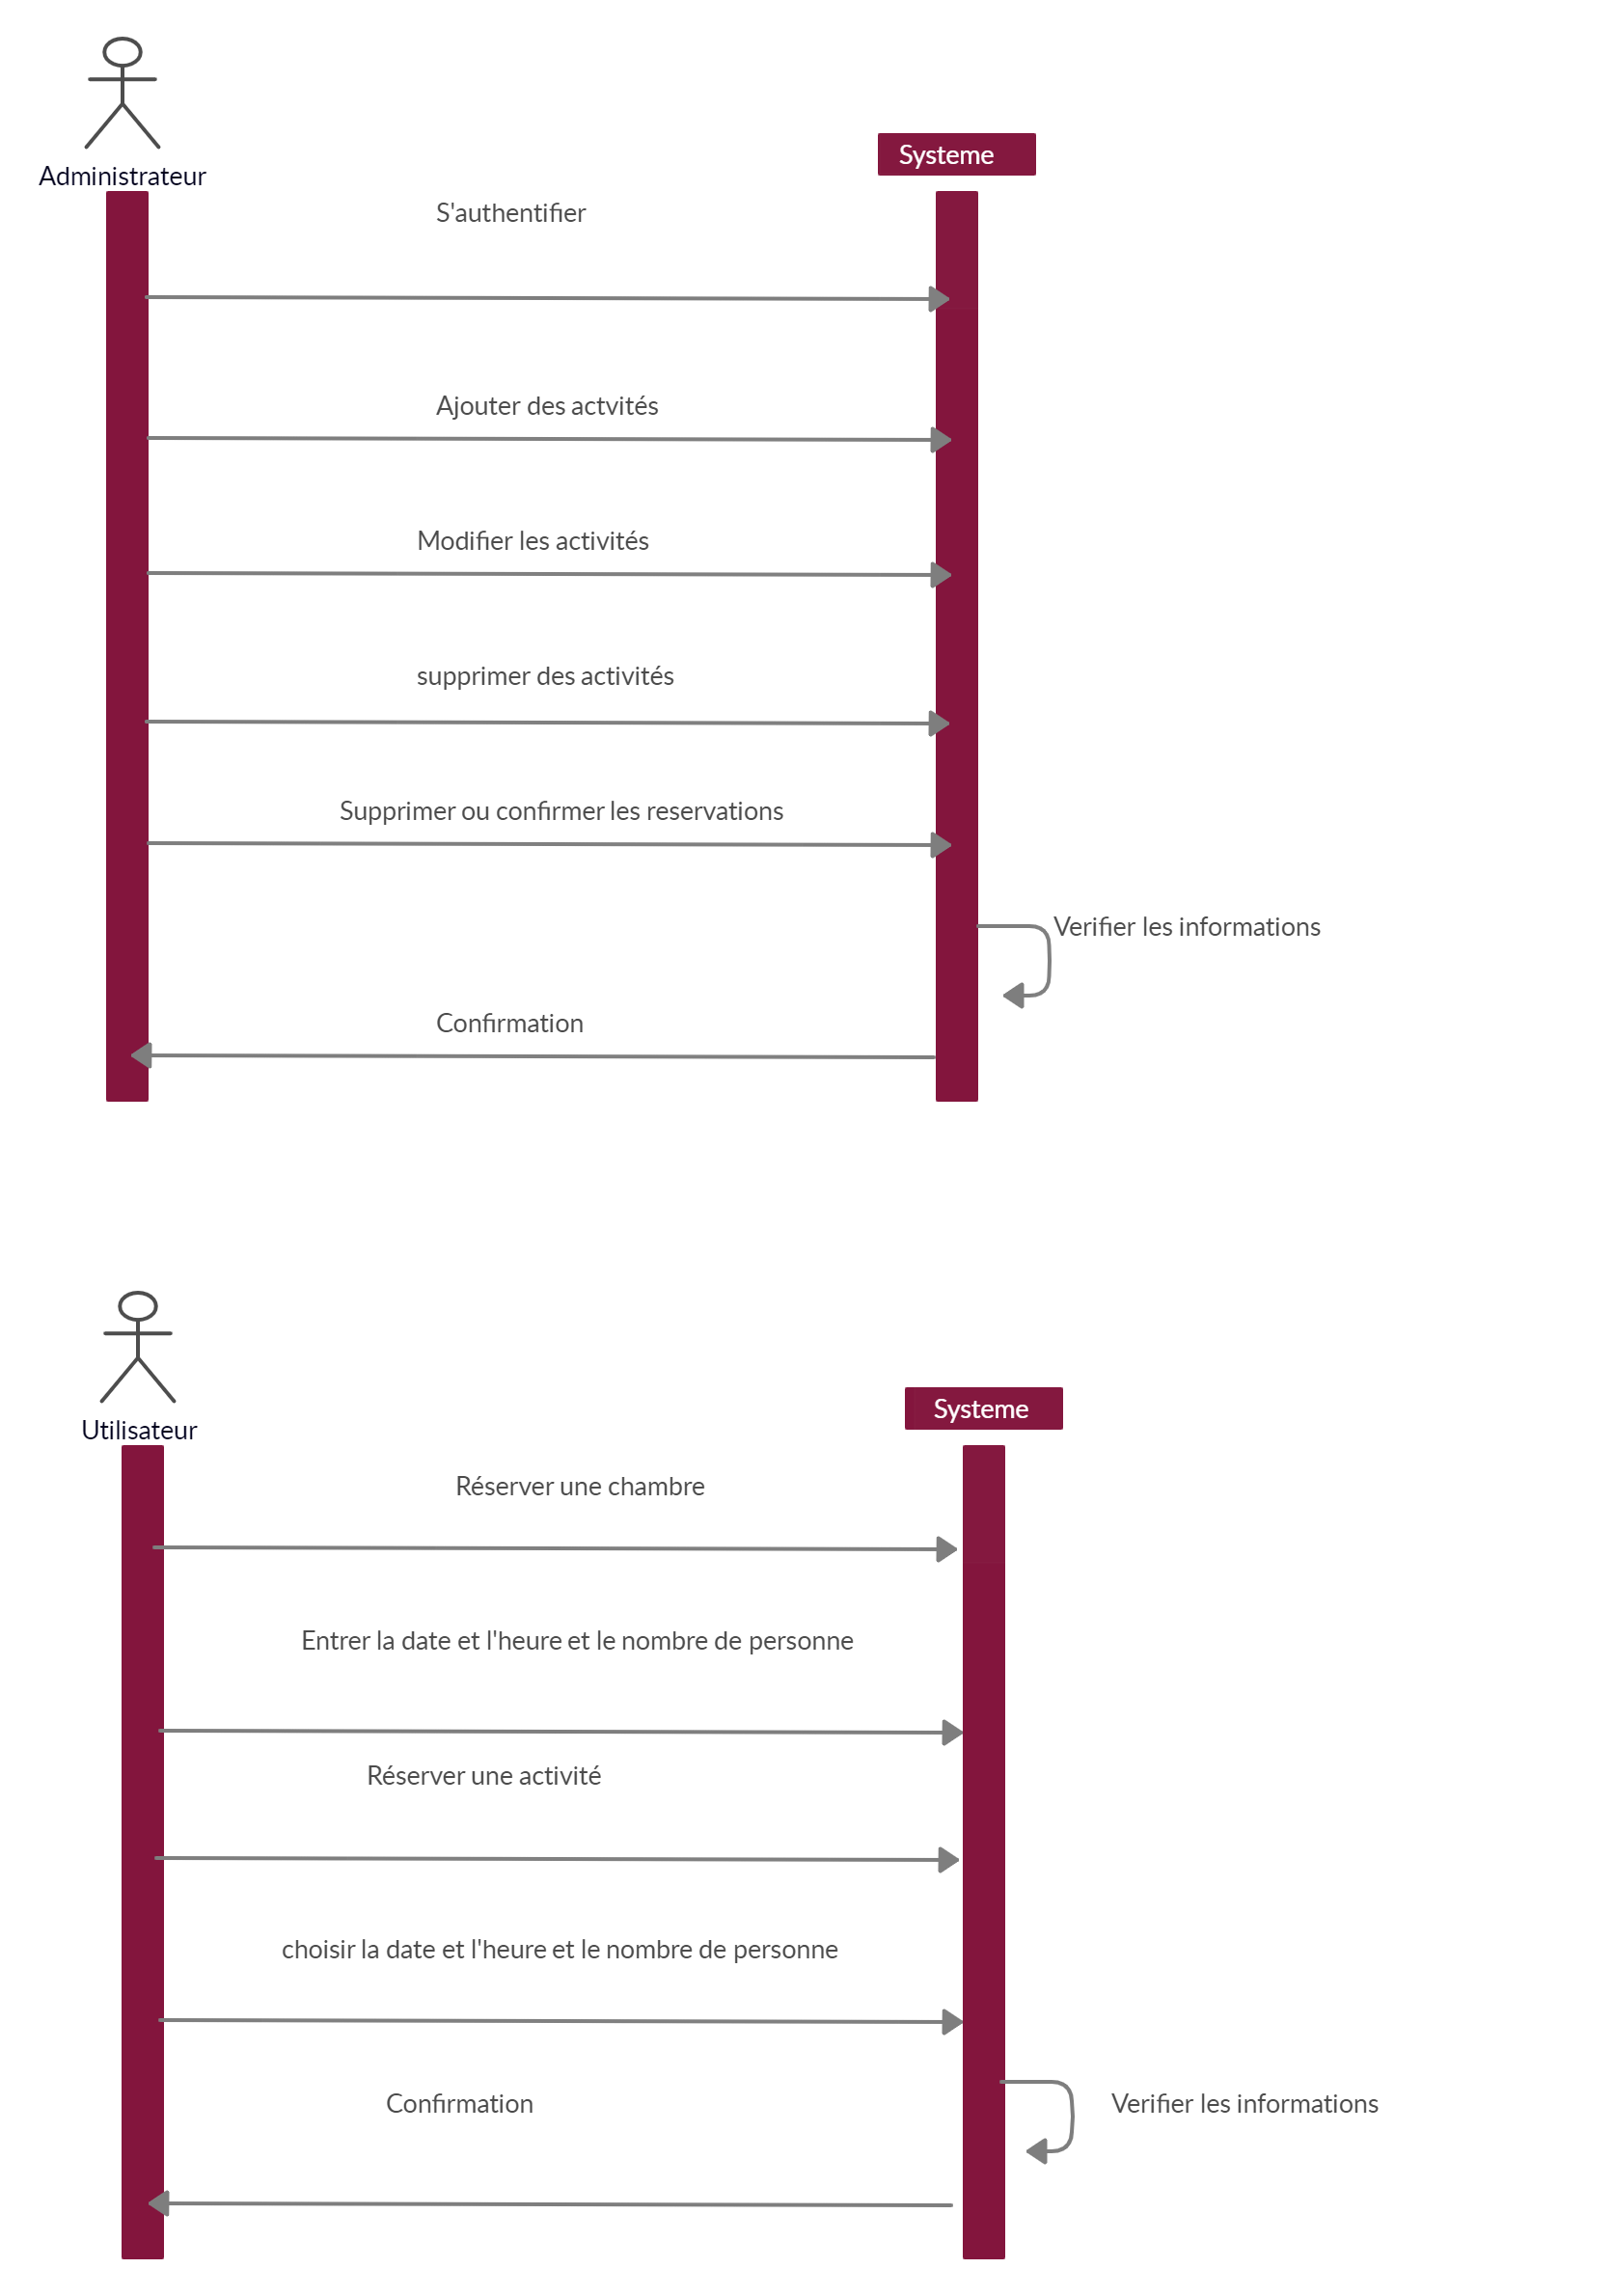 Administrateur
Systeme
S'authentifier
Ajouter des actvités
Modifier les activités
supprimer des activités
Supprimer ou confirmer les reservations
Verifier les informations
Confirmation
Utilisateur
Systeme
Réserver une chambre
Entrer la date et l'heure et le nombre de personne
Réserver une activité
choisir la date et l'heure et le nombre de personne
Confirmation
Verifier les informations